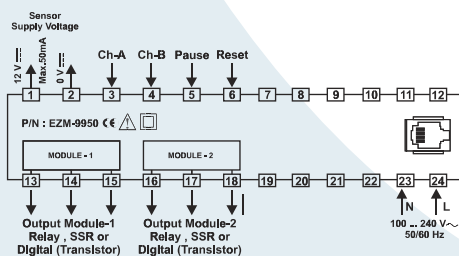 Sensor
Supply Voltage
12 V
Max.50mA
0 V
Ch-A Ch-B Pause Reset
1 2 3 4 5 6 7 8 9 10 11 12
P/N : EZM-9950 CE
MODULE - 1 MODULE - 2
13 14 15 16 17 18 19 20 21 22 23 24
N L
Output Module-1
Relay , SSR or
Digital (Transistor)
Output Module-2
Relay , SSR or
Digital (Transistor)
100 ... 240 V~
50/60 Hz